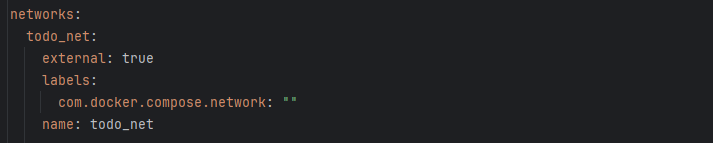 networks:
  todo_net:
    external: true
    labels:
      com.docker.compose.network: ""
    name: todo_net